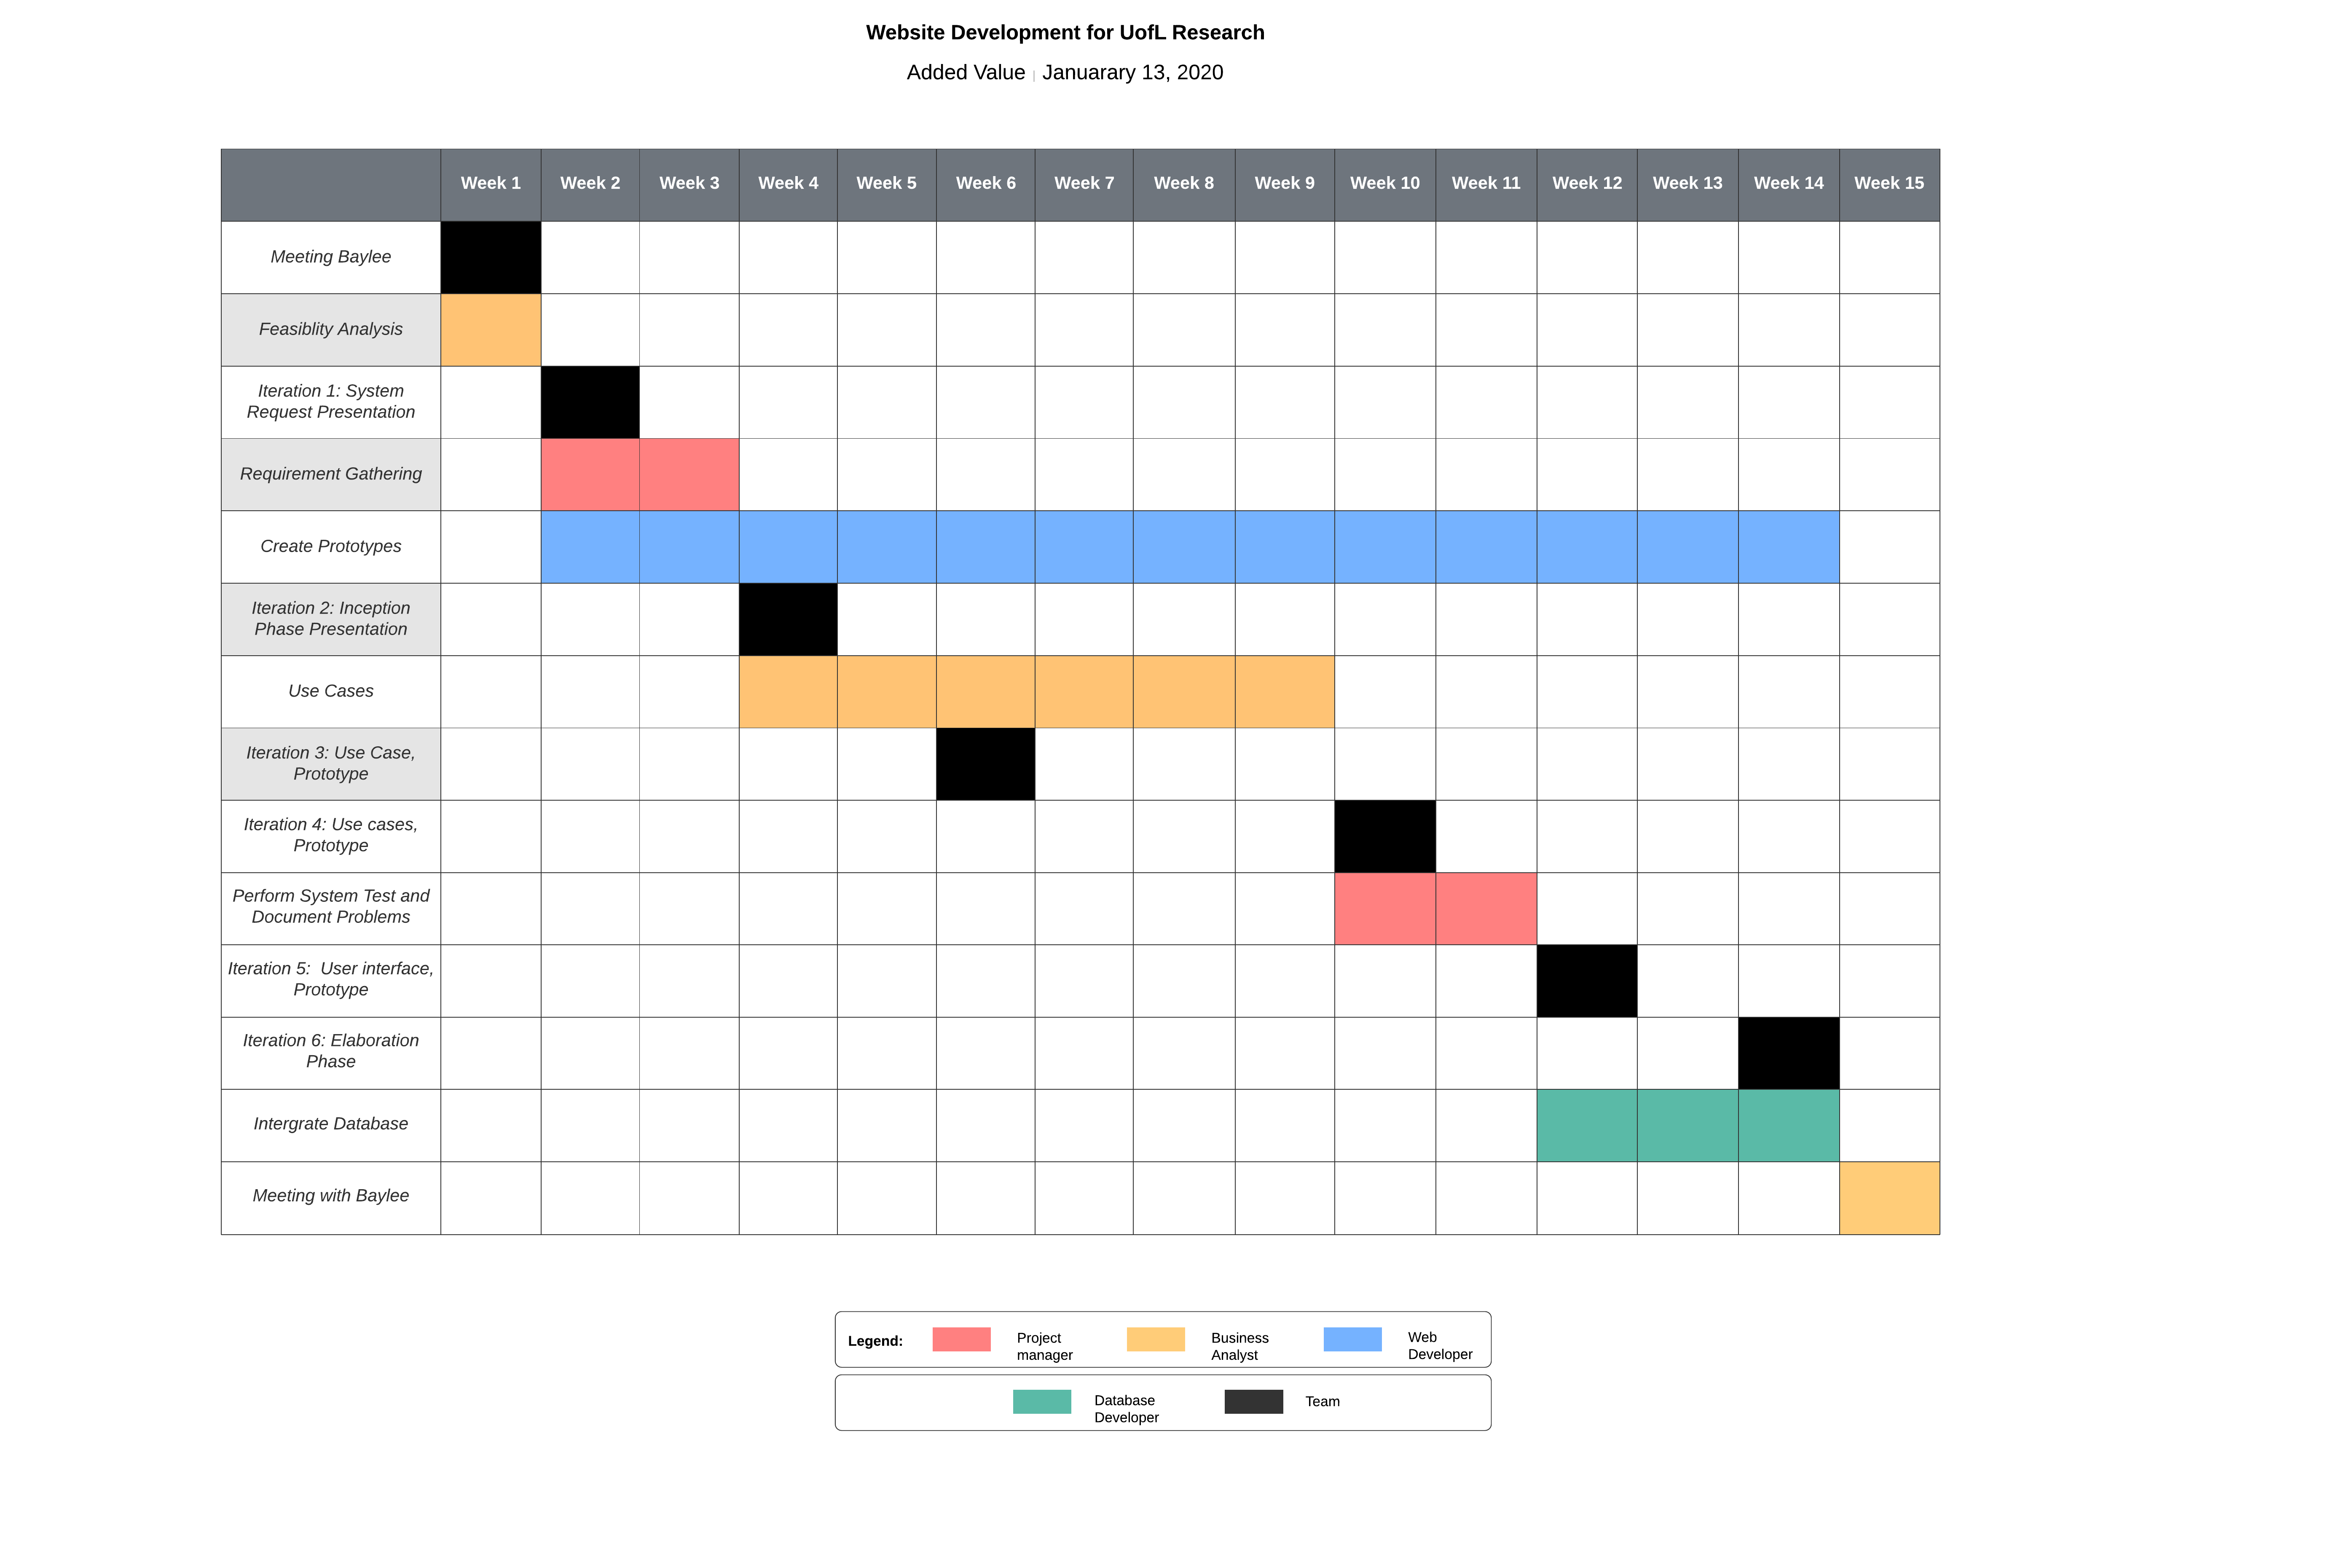 Website Development for UofL Research
Added Value | Januarary 13, 2020
Week 1 Week 2 Week 3 Week 4 Week 5 Week 6 Week 7 Week 8 Week 9 Week 10 Week 11 Week 12 Week 13 Week 14 Week 15
Meeting Baylee
Feasiblity Analysis
Iteration 1: System
Request Presentation
Requirement Gathering
Create Prototypes
Iteration 2: Inception
Phase Presentation
Use Cases
Iteration 3: Use Case,
Prototype
Iteration 4: Use cases,
Prototype
Perform System Test and
Document Problems
Iteration 5:  User interface,
Prototype
Iteration 6: Elaboration
Phase
Intergrate Database
Meeting with Baylee
Legend:
Project
manager
Business
Analyst
Web
Developer
Database
Developer
Team